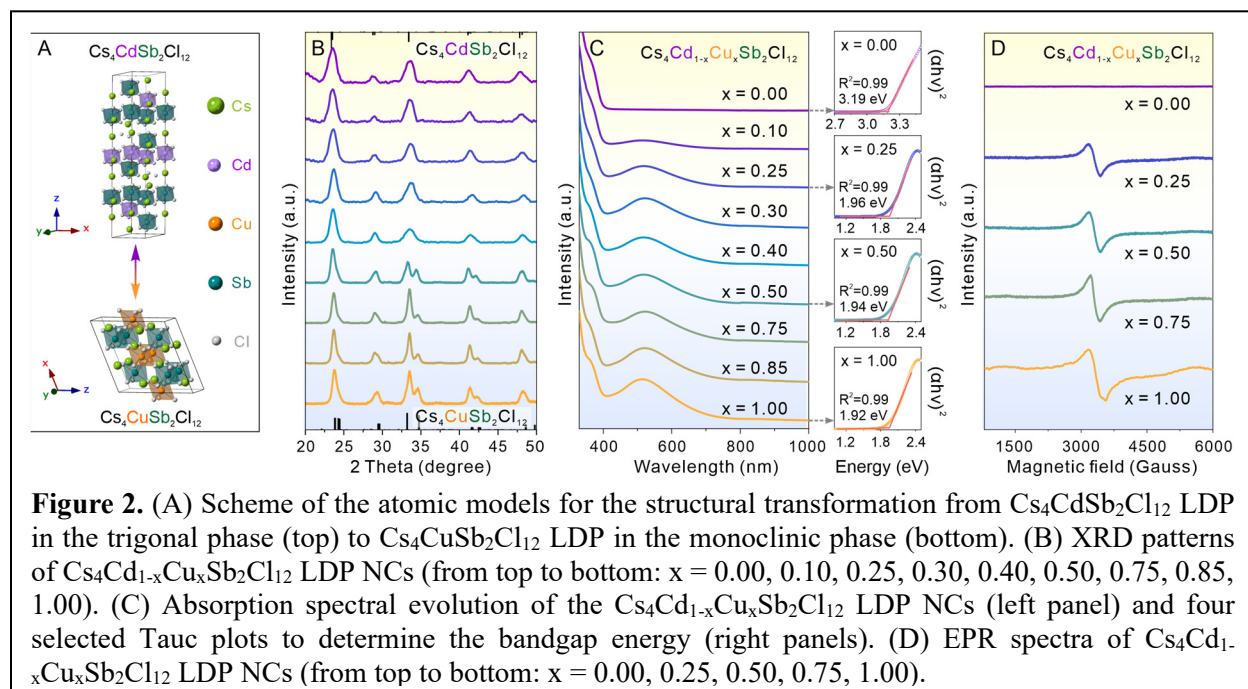 A
Cs₄CdSb₂Cl₁₂
Cs
Cd
Cu
Sb
Cl
z
y
x
x
y
z
Cs₄CuSb₂Cl₁₂
B
Cs₄CdSb₂Cl₁₂
Intensity (a.u.)
Cs₄CuSb₂Cl₁₂
20 25 30 35 40 45 50
2 Theta (degree)
C
Cs₄Cd₁₋ₓCuₓSb₂Cl₁₂
x = 0.00
x = 0.10
x = 0.25
x = 0.30
x = 0.40
x = 0.50
x = 0.75
x = 0.85
x = 1.00
Intensity (a.u.)
400 600 800 1000
Wavelength (nm)
x = 0.00
R²=0.99
3.19 eV
2.7 3.0 3.3
(αhν)²
x = 0.25
R²=0.99
1.96 eV
1.2 1.8 2.4
(αhν)²
x = 0.50
R²=0.99
1.94 eV
1.2 1.8 2.4
(αhν)²
x = 1.00
R²=0.99
1.92 eV
1.2 1.8 2.4
(αhν)²
Energy (eV)
D
Cs₄Cd₁₋ₓCuₓSb₂Cl₁₂
x = 0.00
x = 0.25
x = 0.50
x = 0.75
x = 1.00
Intensity (a.u.)
1500 3000 4500 6000
Magnetic field (Gauss)
Figure 2. (A) Scheme of the atomic models for the structural transformation from Cs₄CdSb₂Cl₁₂ LDP
in the trigonal phase (top) to Cs₄CuSb₂Cl₁₂ LDP in the monoclinic phase (bottom). (B) XRD patterns
of Cs₄Cd₁₋ₓCuₓSb₂Cl₁₂ LDP NCs (from top to bottom: x = 0.00, 0.10, 0.25, 0.30, 0.40, 0.50, 0.75, 0.85,
1.00). (C) Absorption spectral evolution of the Cs₄Cd₁₋ₓCuₓSb₂Cl₁₂ LDP NCs (left panel) and four
selected Tauc plots to determine the bandgap energy (right panels). (D) EPR spectra of Cs₄Cd₁₋
ₓCuₓSb₂Cl₁₂ LDP NCs (from top to bottom: x = 0.00, 0.25, 0.50, 0.75, 1.00).